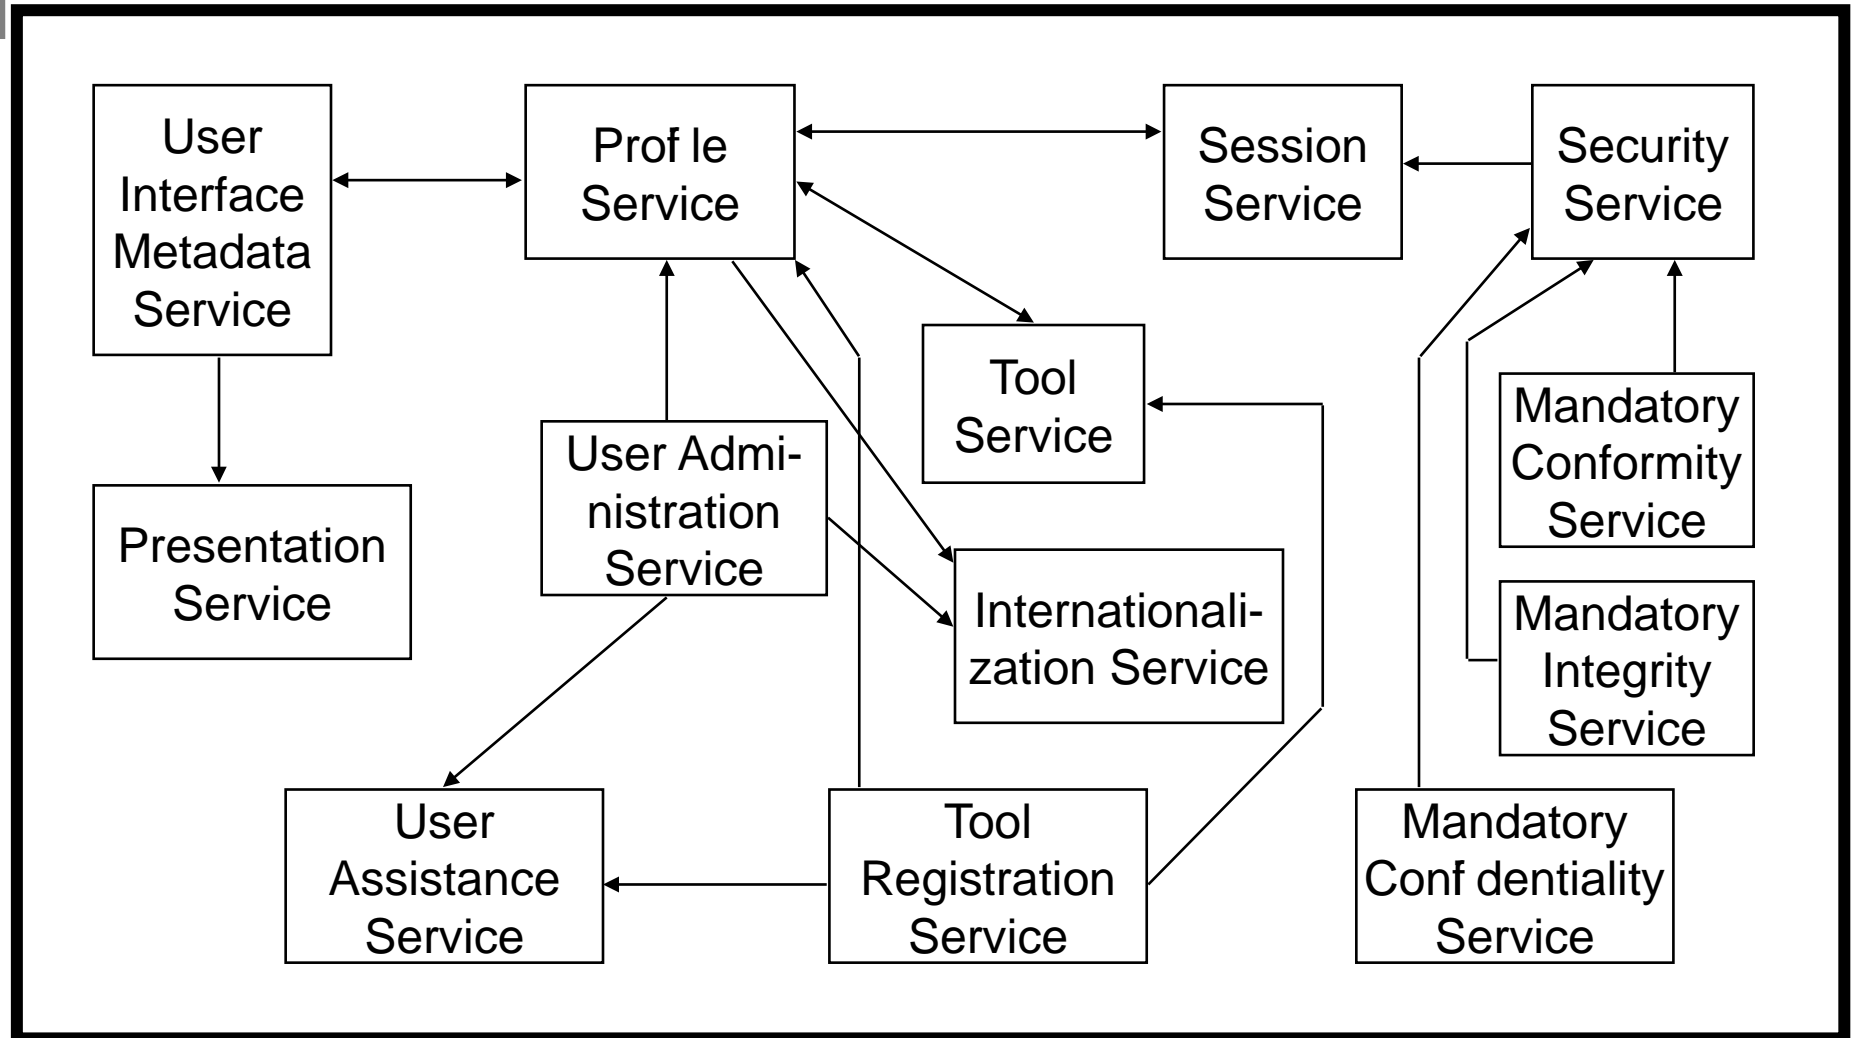 User
Interface
Metadata
Service
Prof le
Service
Session
Service
Security
Service
Tool
Service
User Admi-
nistration
Service
Mandatory
Conformity
Service
Presentation
Service
Internationali-
zation Service
Mandatory
Integrity
Service
User
Assistance
Service
Tool
Registration
Service
Mandatory
Conf dentiality
Service